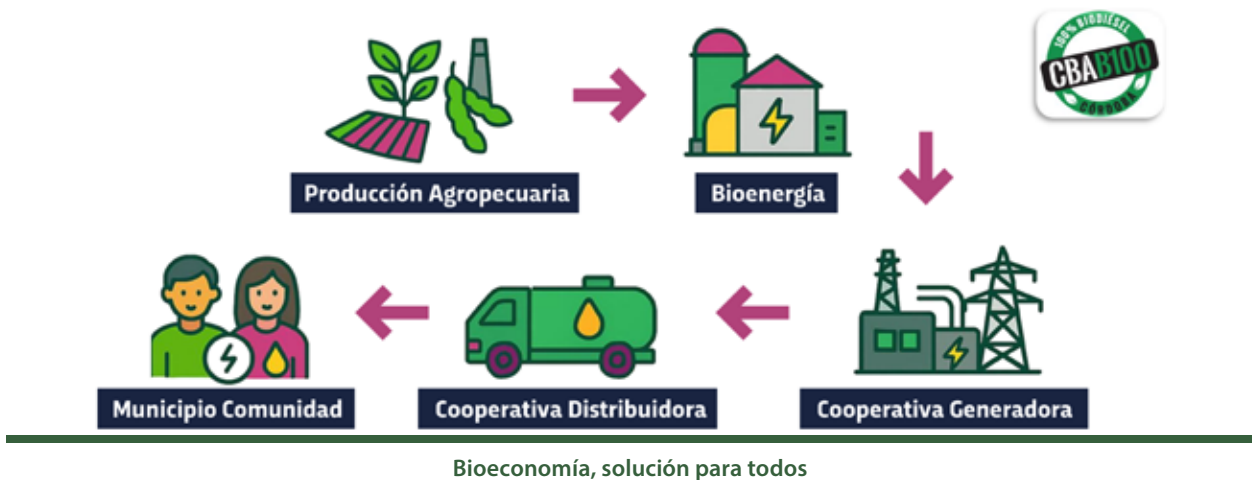 100% BIODIÉSEL
CBAB100
CÓRDOBA
Producción Agropecuaria
Bioenergía
Municipio Comunidad
Cooperativa Distribuidora
Cooperativa Generadora
Bioeconomía, solución para todos